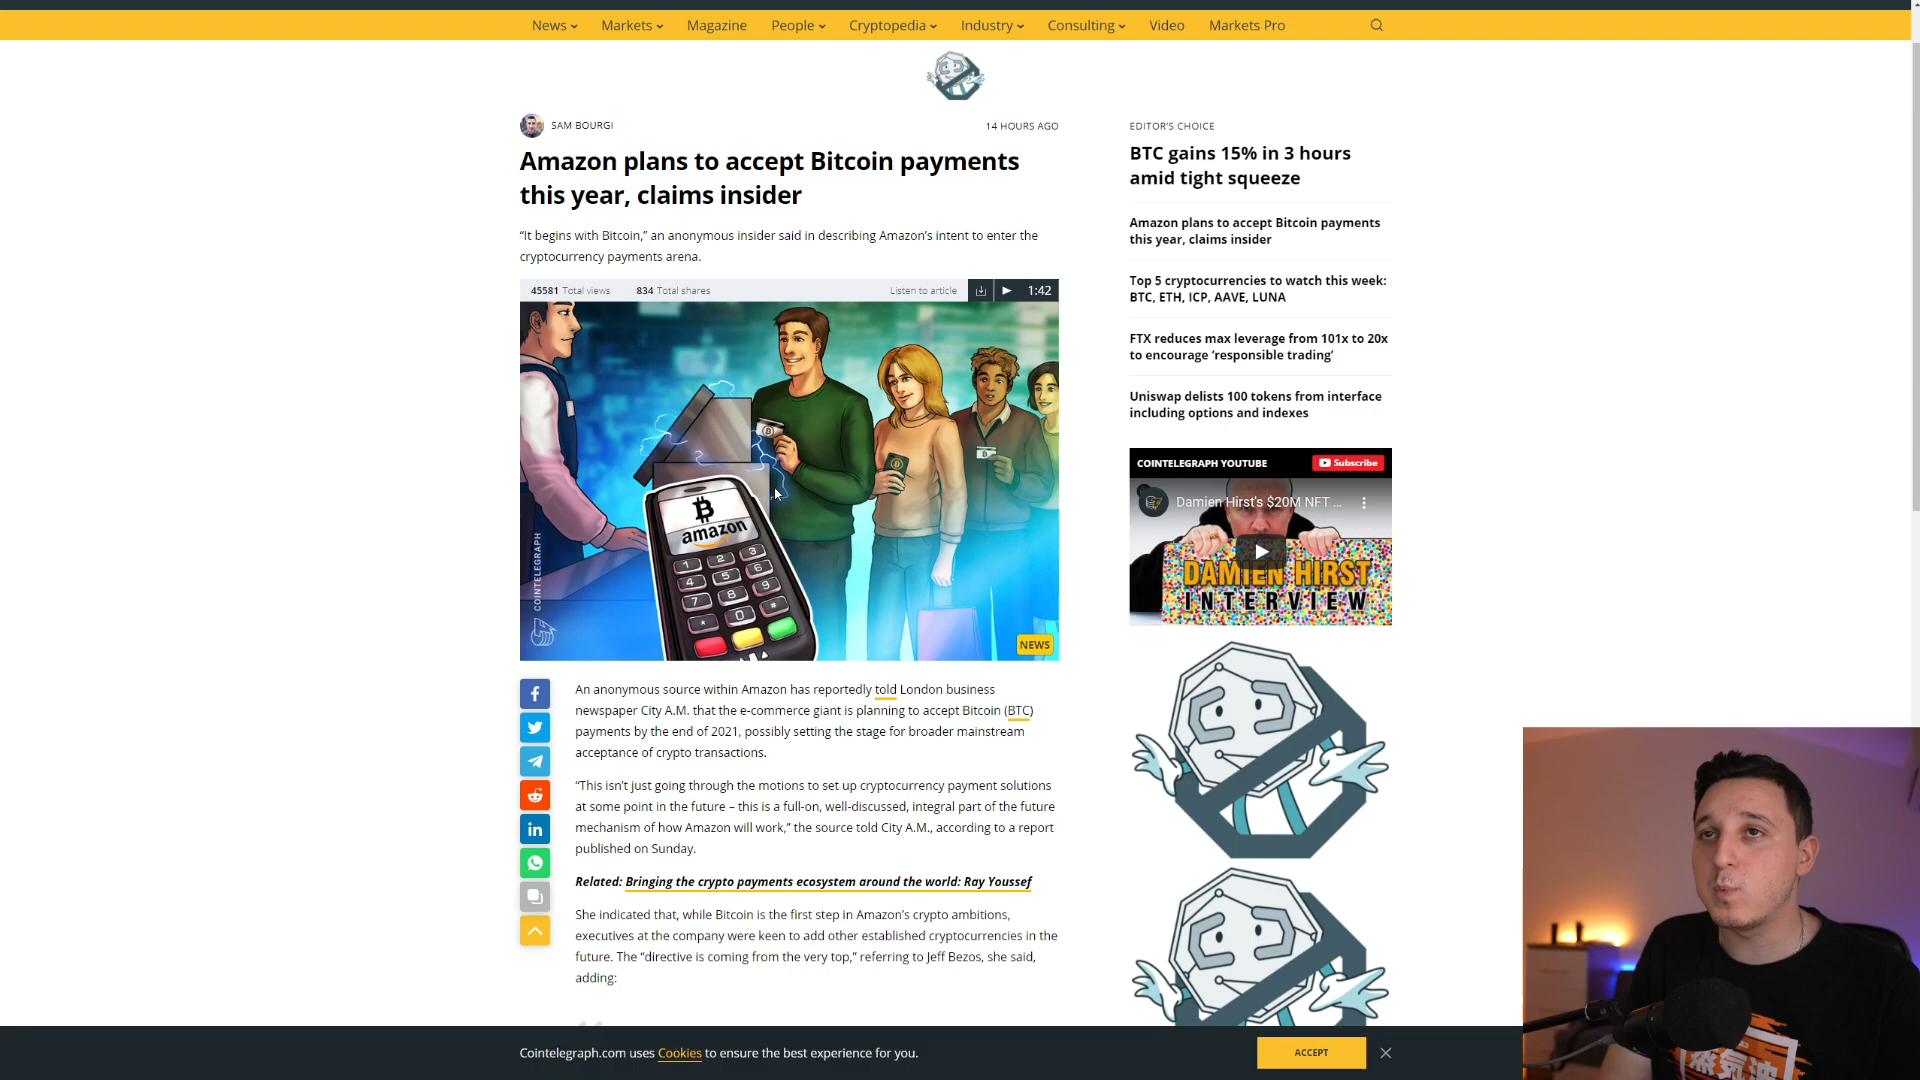 News Markets Magazine People Cryptopedia Industry Consulting Video Markets Pro
SAM BOURGI
14 HOURS AGO
Amazon plans to accept Bitcoin payments
this year, claims insider
“It begins with Bitcoin,” an anonymous insider said in describing Amazon’s intent to enter the
cryptocurrency payments arena.
45581 Total views 834 Total shares
Listen to article 1:42
B
amazon
1 2 3
4 5 6
7 8 9
* 0 #
COINTELEGRAPH
NEWS
An anonymous source within Amazon has reportedly told London business
newspaper City A.M. that the e-commerce giant is planning to accept Bitcoin (BTC)
payments by the end of 2021, possibly setting the stage for broader mainstream
acceptance of crypto transactions.
“This isn’t just going through the motions to set up cryptocurrency payment solutions
at some point in the future – this is a full-on, well-discussed, integral part of the future
mechanism of how Amazon will work,” the source told City A.M., according to a report
published on Sunday.
Related: Bringing the crypto payments ecosystem around the world: Ray Youssef
She indicated that, while Bitcoin is the first step in Amazon’s crypto ambitions,
executives at the company were keen to add other established cryptocurrencies in the
future. The “directive is coming from the very top,” referring to Jeff Bezos, she said,
adding:
EDITOR’S CHOICE
BTC gains 15% in 3 hours
amid tight squeeze
Amazon plans to accept Bitcoin payments
this year, claims insider
Top 5 cryptocurrencies to watch this week:
BTC, ETH, ICP, AAVE, LUNA
FTX reduces max leverage from 101x to 20x
to encourage ‘responsible trading’
Uniswap delists 100 tokens from interface
including options and indexes
COINTELEGRAPH YOUTUBE
Subscribe
Damien Hirst's $20M NFT ...
DAMIEN HIRST
INTERVIEW
Cointelegraph.com uses Cookies to ensure the best experience for you.
ACCEPT